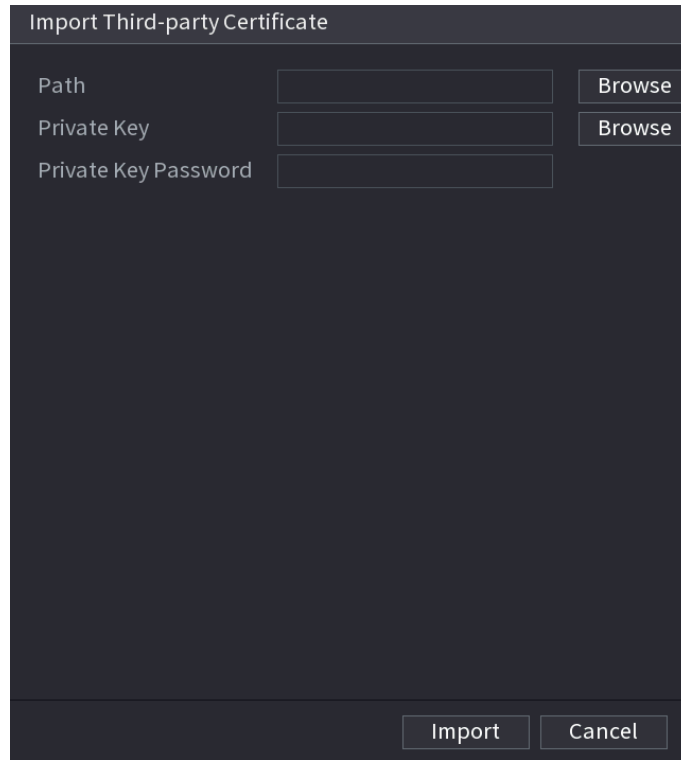 Import Third-party Certificate
Path Browse
Private Key Browse
Private Key Password
Import Cancel